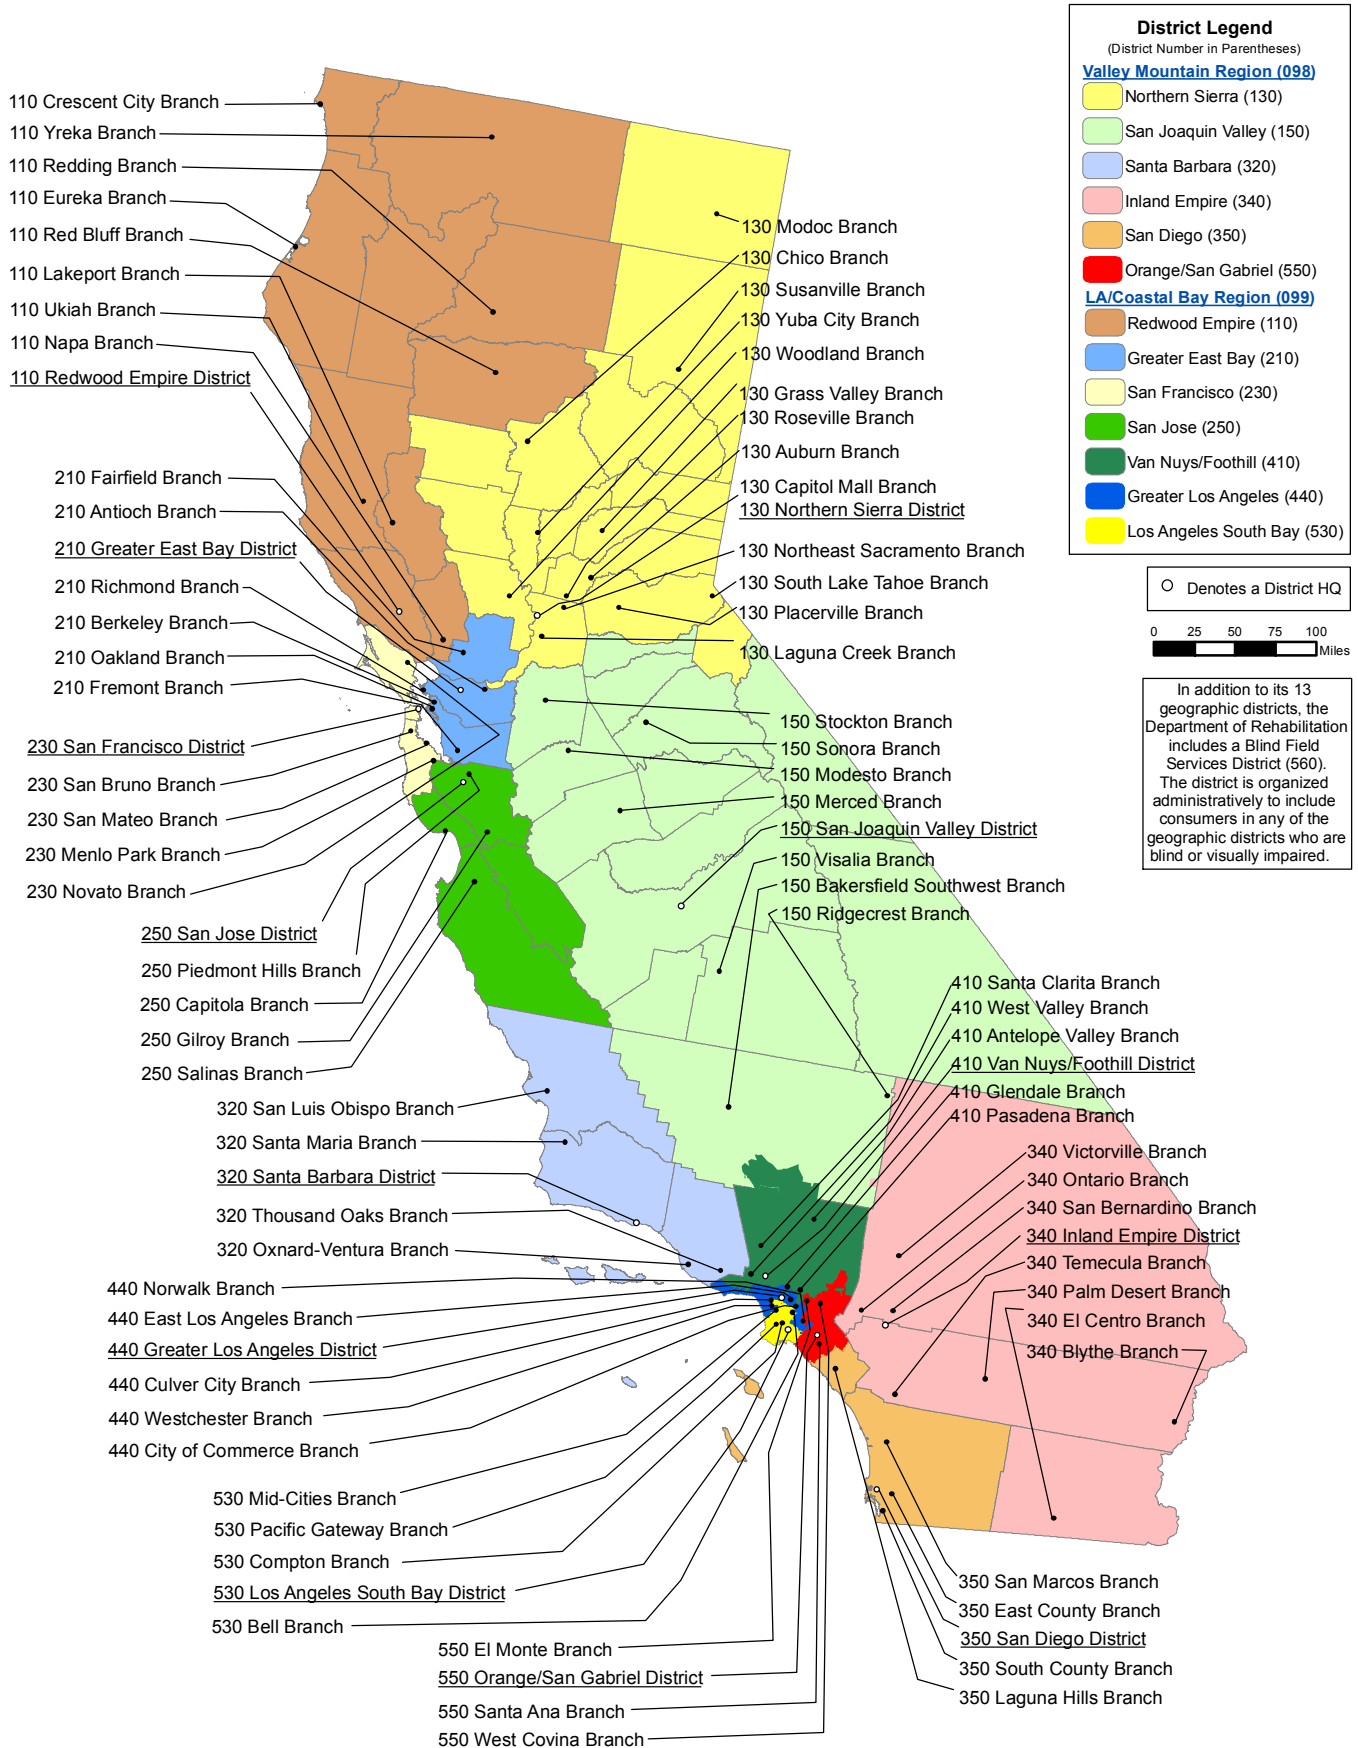 District Legend
(District Number in Parentheses)
Valley Mountain Region (098)
Northern Sierra (130)
San Joaquin Valley (150)
Santa Barbara (320)
Inland Empire (340)
San Diego (350)
Orange/San Gabriel (550)
LA/Coastal Bay Region (099)
Redwood Empire (110)
Greater East Bay (210)
San Francisco (230)
San Jose (250)
Van Nuys/Foothill (410)
Greater Los Angeles (440)
Los Angeles South Bay (530)
Denotes a District HQ
0 25 50 75 100
Miles
In addition to its 13
geographic districts, the
Department of Rehabilitation
includes a Blind Field
Services District (560).
The district is organized
administratively to include
consumers in any of the
geographic districts who are
blind or visually impaired.
110 Crescent City Branch
110 Yreka Branch
110 Redding Branch
110 Eureka Branch
110 Red Bluff Branch
110 Lakeport Branch
110 Ukiah Branch
110 Napa Branch
110 Redwood Empire District
210 Fairfield Branch
210 Antioch Branch
210 Greater East Bay District
210 Richmond Branch
210 Berkeley Branch
210 Oakland Branch
210 Fremont Branch
230 San Francisco District
230 San Bruno Branch
230 San Mateo Branch
230 Menlo Park Branch
230 Novato Branch
250 San Jose District
250 Piedmont Hills Branch
250 Capitola Branch
250 Gilroy Branch
250 Salinas Branch
320 San Luis Obispo Branch
320 Santa Maria Branch
320 Santa Barbara District
320 Thousand Oaks Branch
320 Oxnard-Ventura Branch
440 Norwalk Branch
440 East Los Angeles Branch
440 Greater Los Angeles District
440 Culver City Branch
440 Westchester Branch
440 City of Commerce Branch
530 Mid-Cities Branch
530 Pacific Gateway Branch
530 Compton Branch
530 Los Angeles South Bay District
530 Bell Branch
550 El Monte Branch
550 Orange/San Gabriel District
550 Santa Ana Branch
550 West Covina Branch
130 Modoc Branch
130 Chico Branch
130 Susanville Branch
130 Yuba City Branch
130 Woodland Branch
130 Grass Valley Branch
130 Roseville Branch
130 Auburn Branch
130 Capitol Mall Branch
130 Northern Sierra District
130 Northeast Sacramento Branch
130 South Lake Tahoe Branch
130 Placerville Branch
130 Laguna Creek Branch
150 Stockton Branch
150 Sonora Branch
150 Modesto Branch
150 Merced Branch
150 San Joaquin Valley District
150 Visalia Branch
150 Bakersfield Southwest Branch
150 Ridgecrest Branch
410 Santa Clarita Branch
410 West Valley Branch
410 Antelope Valley Branch
410 Van Nuys/Foothill District
410 Glendale Branch
410 Pasadena Branch
340 Victorville Branch
340 Ontario Branch
340 San Bernardino Branch
340 Inland Empire District
340 Temecula Branch
340 Palm Desert Branch
340 El Centro Branch
340 Blythe Branch
350 San Marcos Branch
350 East County Branch
350 San Diego District
350 South County Branch
350 Laguna Hills Branch